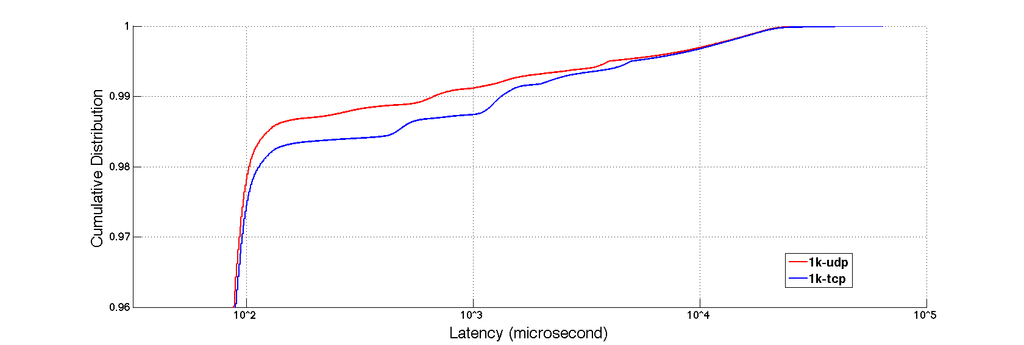 1
0.99
0.98
0.97
0.96
Cumulative Distribution
10^2
10^3
10^4
10^5
Latency (microsecond)
1k-udp
1k-tcp